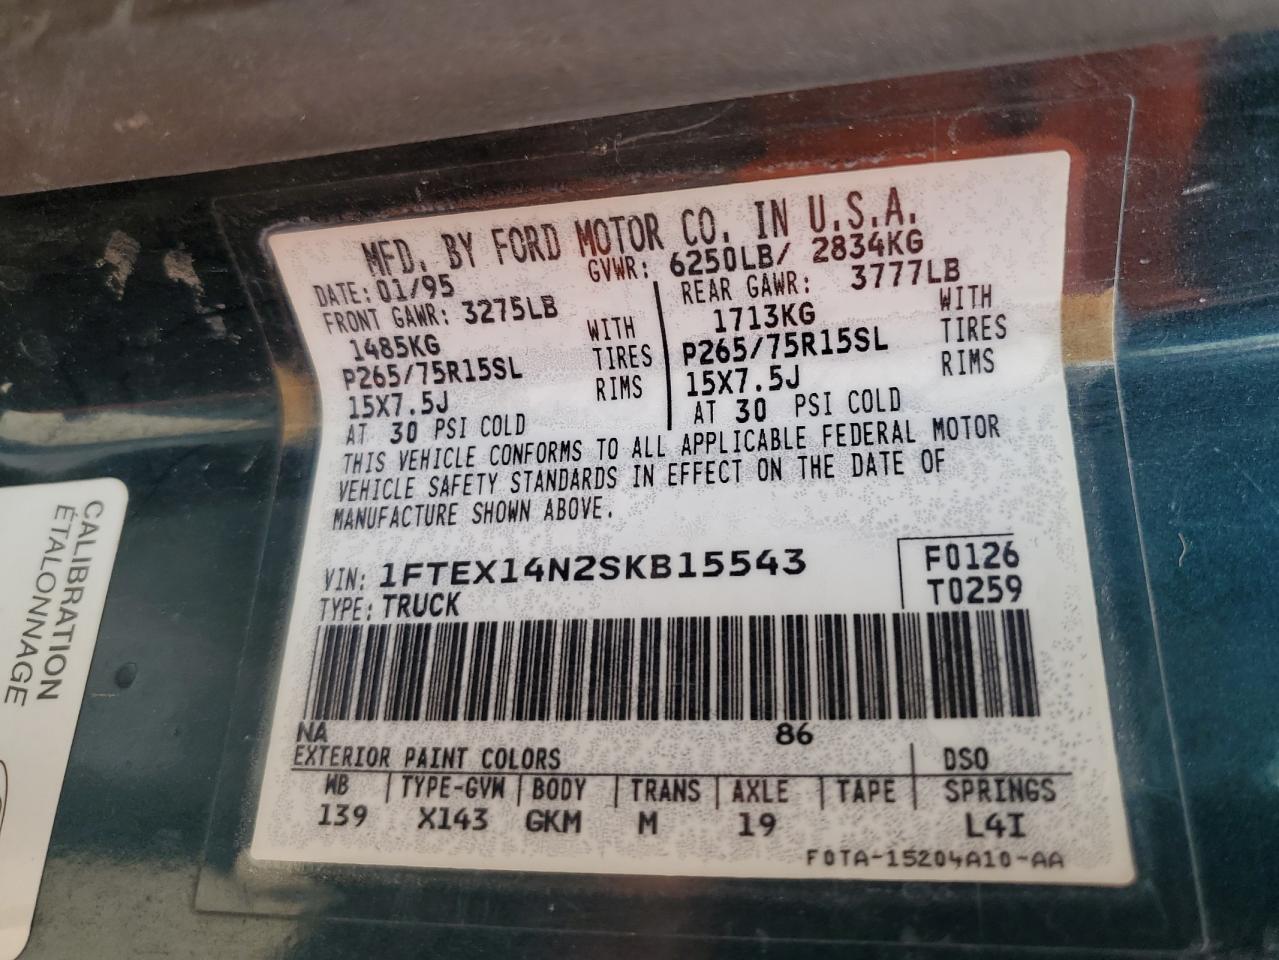 MFD. BY FORD MOTOR CO. IN U.S.A.
DATE: 01/95 GVWR: 6250LB/ 2834KG
FRONT GAWR: 3275LB REAR GAWR: 3777LB
1485KG WITH 1713KG WITH
P265/75R15SL TIRES P265/75R15SL TIRES
15X7.5J RIMS 15X7.5J RIMS
AT 30 PSI COLD AT 30 PSI COLD
THIS VEHICLE CONFORMS TO ALL APPLICABLE FEDERAL MOTOR
VEHICLE SAFETY STANDARDS IN EFFECT ON THE DATE OF
MANUFACTURE SHOWN ABOVE.
VIN: 1FTEX14N2SKB15543 F0126
TYPE: TRUCK T0259
NA 86
EXTERIOR PAINT COLORS DSO
WB TYPE-GVW BODY TRANS AXLE TAPE SPRINGS
139 X143 GKM M 19 L4I
F0TA-15204A10-AA
CALIBRATION
ÉTALONNAGE